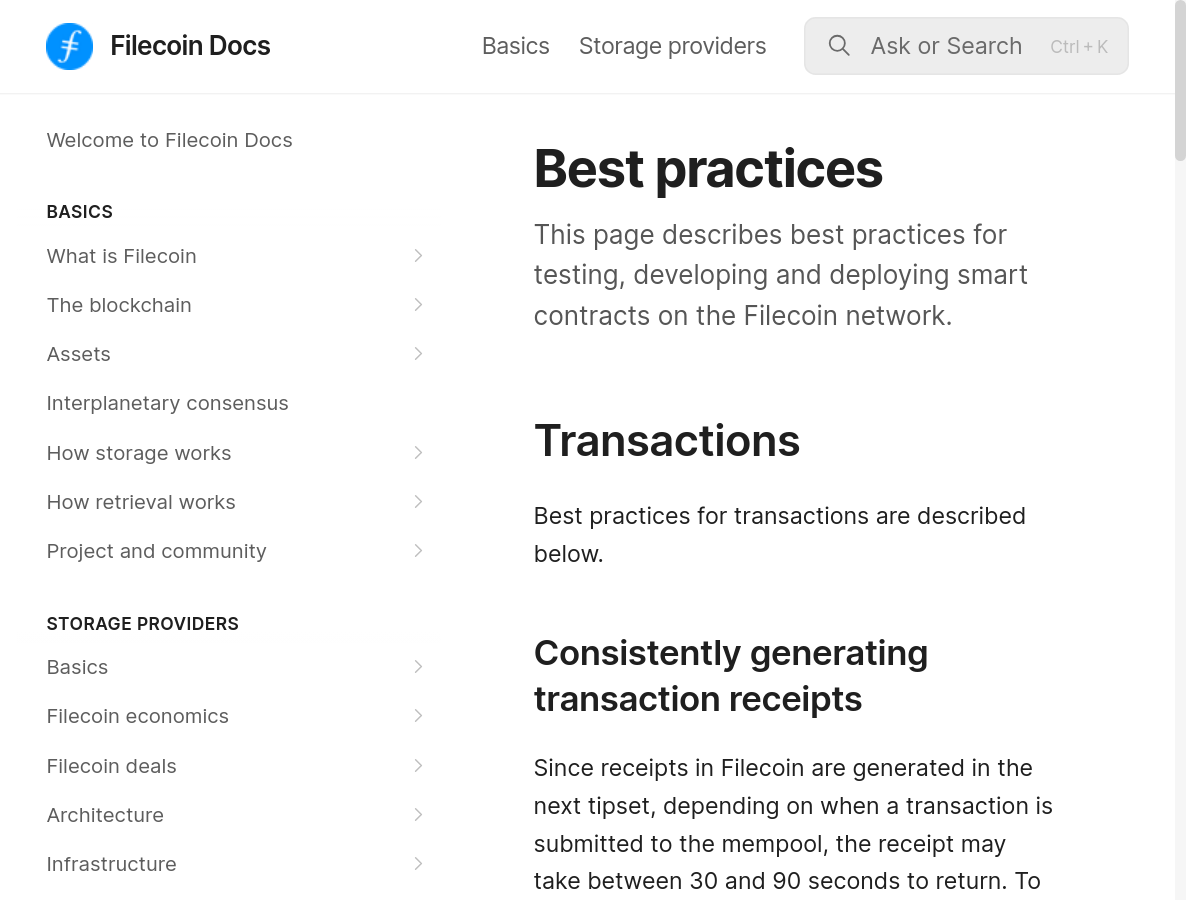 Filecoin Docs
Basics
Storage providers
Ask or Search
Ctrl + K
Welcome to Filecoin Docs
BASICS
What is Filecoin
The blockchain
Assets
Interplanetary consensus
How storage works
How retrieval works
Project and community
STORAGE PROVIDERS
Basics
Filecoin economics
Filecoin deals
Architecture
Infrastructure
Best practices
This page describes best practices for
testing, developing and deploying smart
contracts on the Filecoin network.
Transactions
Best practices for transactions are described
below.
Consistently generating
transaction receipts
Since receipts in Filecoin are generated in the
next tipset, depending on when a transaction is
submitted to the mempool, the receipt may
take between 30 and 90 seconds to return. To